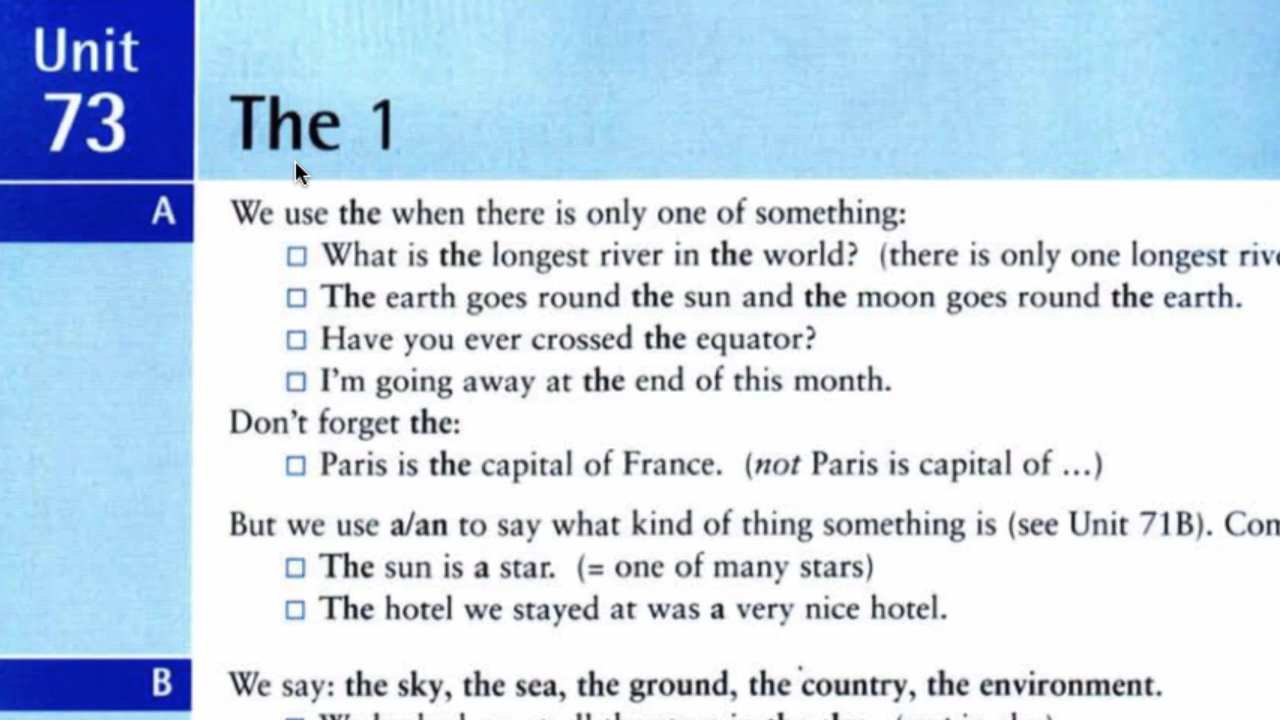 Unit
73
The 1
A
We use the when there is only one of something:
□ What is the longest river in the world? (there is only one longest
□ The earth goes round the sun and the moon goes round the earth.
□ Have you ever crossed the equator?
□ I'm going away at the end of this month.
Don't forget the:
□ Paris is the capital of France. (not Paris is capital of ...)
But we use a/an to say what kind of thing something is (see Unit 71B).
□ The sun is a star. (= one of many stars)
□ The hotel we stayed at was a very nice hotel.
B
We say: the sky, the sea, the ground, the country, the environment.